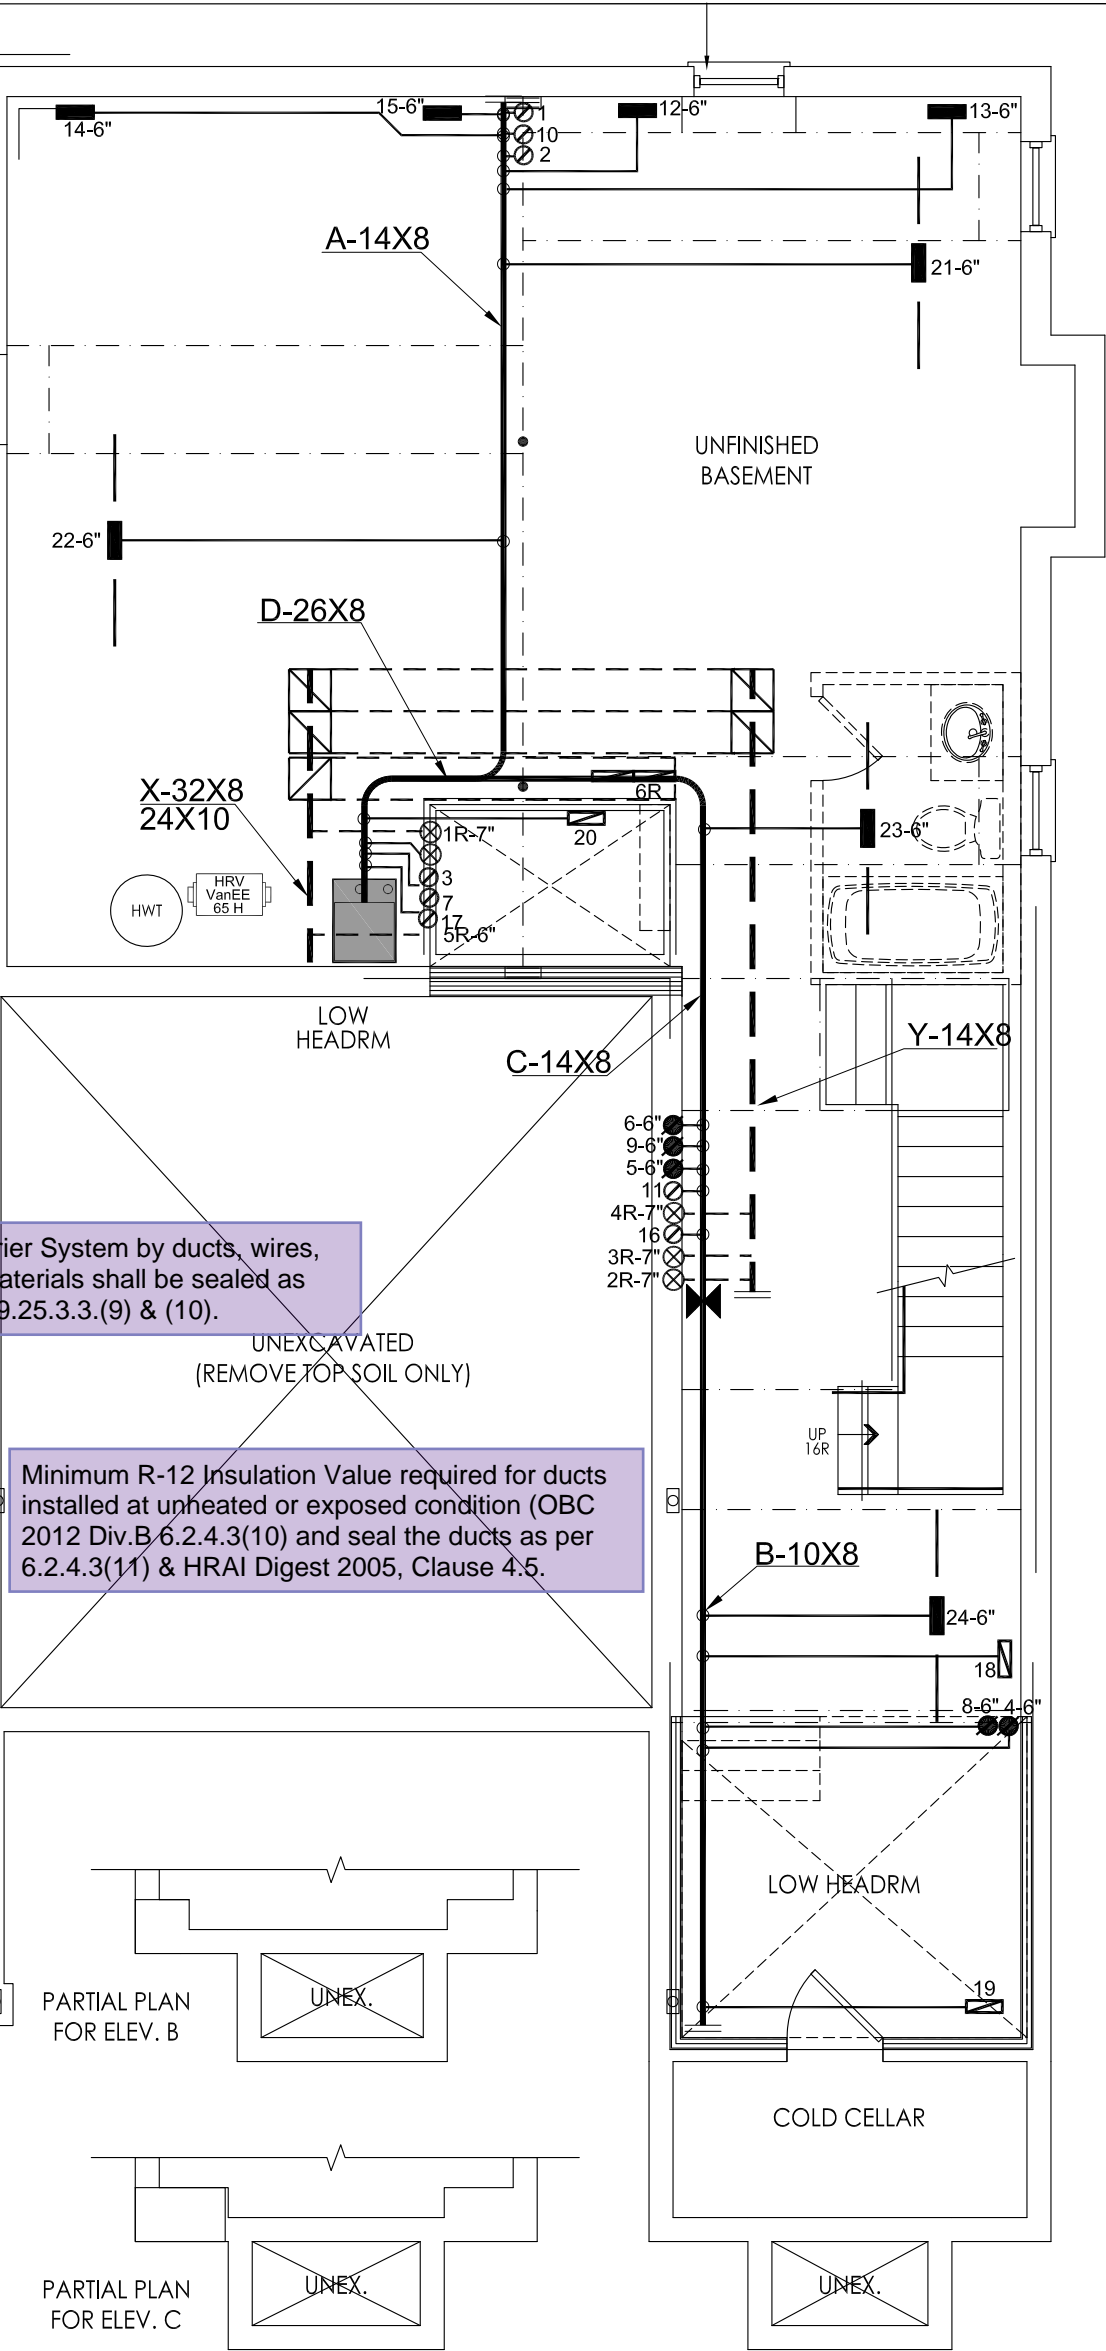 14-6"
15-6"
1
10
2
12-6"
13-6"
A-14X8
21-6"
UNFINISHED
BASEMENT
22-6"
D-26X8
X-32X8
24X10
6R
20
23-6"
1R-7"
3
7
17
5R-6"
HWT
HRV
VanEE
65 H
LOW
HEADRM
C-14X8
Y-14X8
6-6"
9-6"
5-6"
11
4R-7"
16
3R-7"
2R-7"
rier System by ducts, wires,
aterials shall be sealed as
9.25.3.3.(9) & (10).
UNEXCAVATED
(REMOVE TOP SOIL ONLY)
UP
16R
Minimum R-12 Insulation Value required for ducts
installed at unheated or exposed condition (OBC
2012 Div.B 6.2.4.3(10) and seal the ducts as per
6.2.4.3(11) & HRAI Digest 2005, Clause 4.5.
B-10X8
24-6"
18
8-6" 4-6"
LOW HEADRM
19
PARTIAL PLAN
FOR ELEV. B
UNEX.
COLD CELLAR
PARTIAL PLAN
FOR ELEV. C
UNEX.
UNEX.